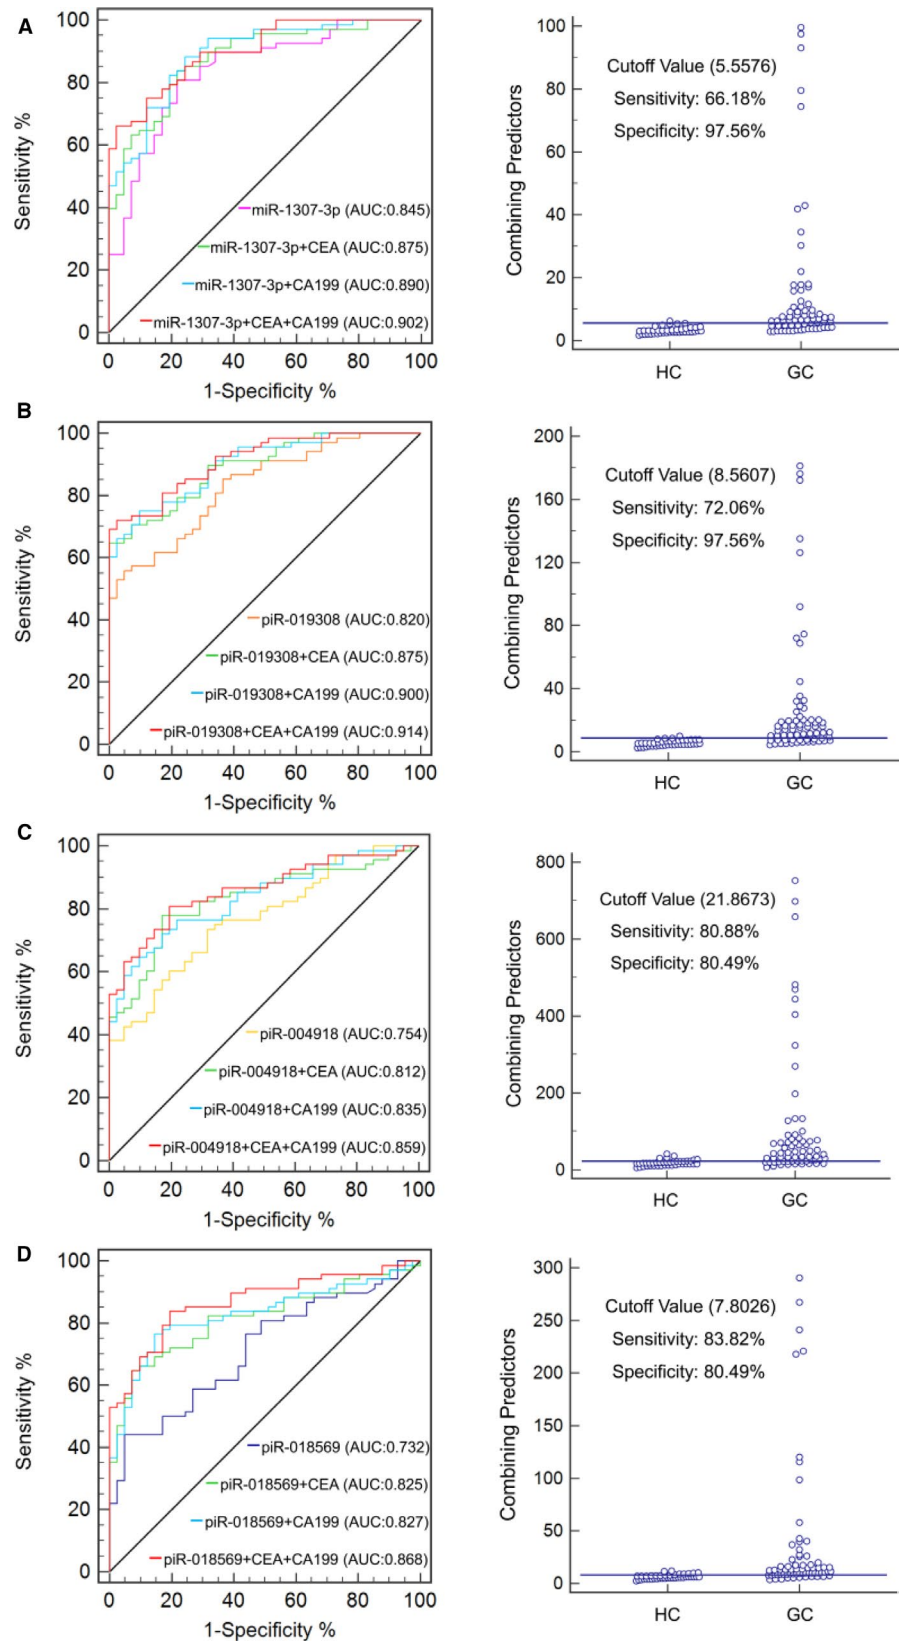 A
100
80
60
40
20
0
Sensitivity %
miR-1307-3p (AUC:0.845)
miR-1307-3p+CEA (AUC:0.875)
miR-1307-3p+CA199 (AUC:0.890)
miR-1307-3p+CEA+CA199 (AUC:0.902)
0 20 40 60 80 100
1-Specificity %
100
80
60
40
20
0
Combining Predictors
Cutoff Value (5.5576)
Sensitivity: 66.18%
Specificity: 97.56%
HC GC
B
100
80
60
40
20
0
Sensitivity %
piR-019308 (AUC:0.820)
piR-019308+CEA (AUC:0.875)
piR-019308+CA199 (AUC:0.900)
piR-019308+CEA+CA199 (AUC:0.914)
0 20 40 60 80 100
1-Specificity %
200
160
120
80
40
0
Combining Predictors
Cutoff Value (8.5607)
Sensitivity: 72.06%
Specificity: 97.56%
HC GC
C
100
80
60
40
20
0
Sensitivity %
piR-004918 (AUC:0.754)
piR-004918+CEA (AUC:0.812)
piR-004918+CA199 (AUC:0.835)
piR-004918+CEA+CA199 (AUC:0.859)
0 20 40 60 80 100
1-Specificity %
800
600
400
200
0
Combining Predictors
Cutoff Value (21.8673)
Sensitivity: 80.88%
Specificity: 80.49%
HC GC
D
100
80
60
40
20
0
Sensitivity %
piR-018569 (AUC:0.732)
piR-018569+CEA (AUC:0.825)
piR-018569+CA199 (AUC:0.827)
piR-018569+CEA+CA199 (AUC:0.868)
0 20 40 60 80 100
1-Specificity %
300
250
200
150
100
50
0
Combining Predictors
Cutoff Value (7.8026)
Sensitivity: 83.82%
Specificity: 80.49%
HC GC